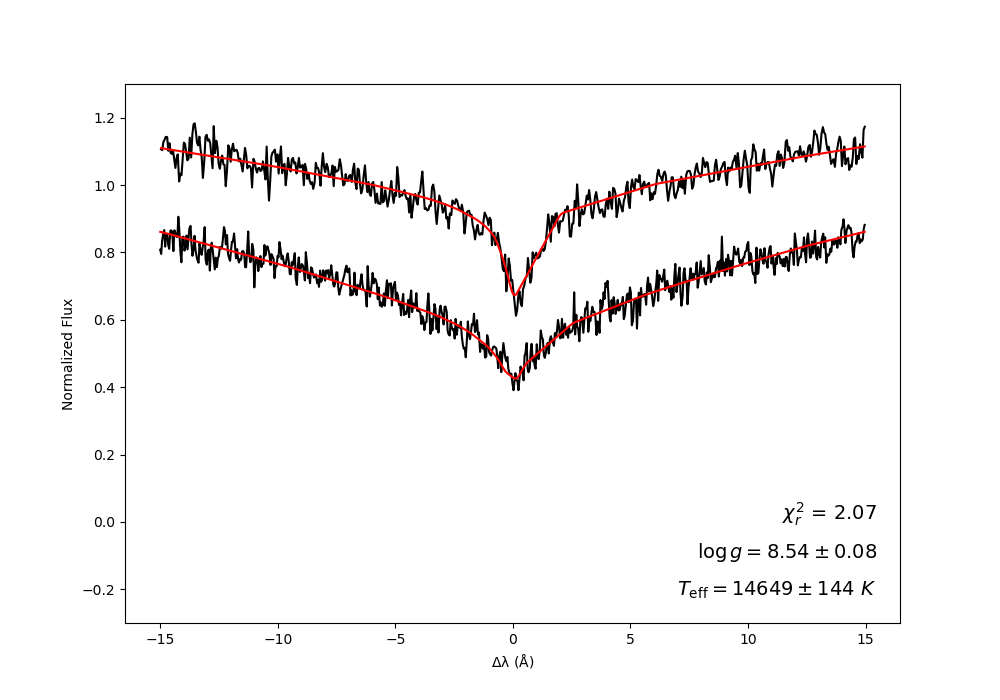 1.2
1.0
0.8
0.6
0.4
0.2
0.0
−0.2
Normalized Flux
χ²ᵣ = 2.07
log g = 8.54 ± 0.08
T_eff = 14649 ± 144 K
−15 −10 −5 0 5 10 15
Δλ (Å)